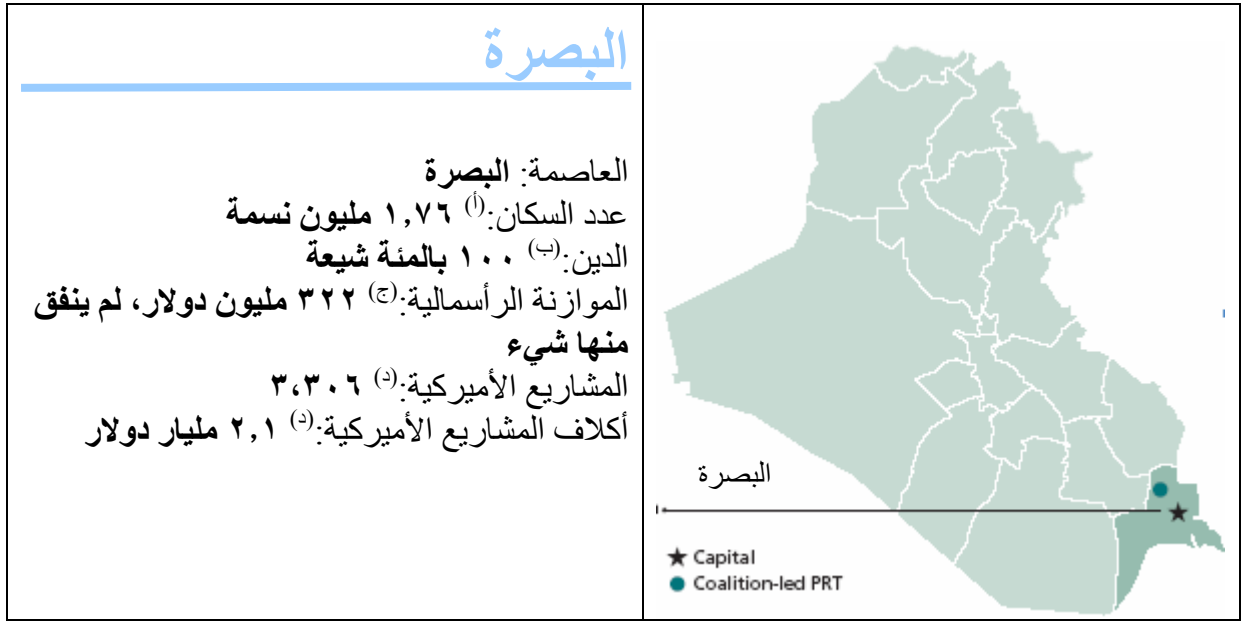 البصرة
العاصمة: البصرة
عدد السكان:(أ) ١,٧٦ مليون نسمة
الدين:(ب) ١٠٠ بالمئة شيعة
الموازنة الرأسمالية:(ج) ٣٢٢ مليون دولار، لم ينفق
منها شيء
المشاريع الأميركية:(د) ٣،٣٠٦
أكلاف المشاريع الأميركية:(د) ٢,١ مليار دولار
البصرة
Capital
Coalition-led PRT